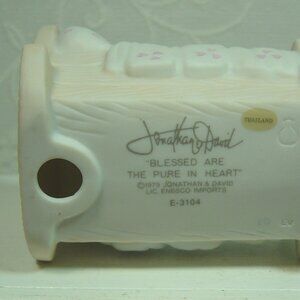 THAILAND
Jonathan & David
"BLESSED ARE
THE PURE IN HEART"
©1979 JONATHAN & DAVID
LIC. ENESCO IMPORTS
E-3104